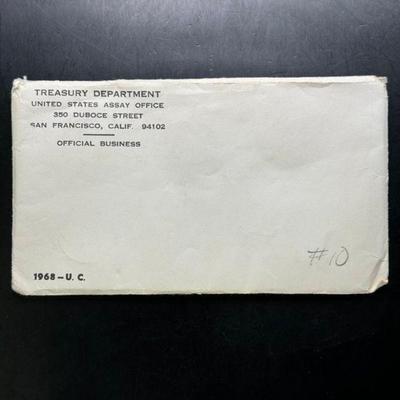 TREASURY DEPARTMENT
UNITED STATES ASSAY OFFICE
350 DUBOCE STREET
SAN FRANCISCO, CALIF. 94102
OFFICIAL BUSINESS
#10
1968 – U. C.